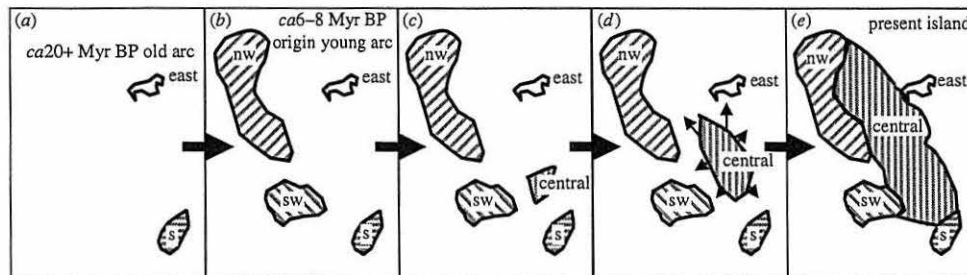 (a)
ca20+ Myr BP old arc
east
s
(b)
ca6–8 Myr BP
origin young arc
nw
east
sw
s
(c)
nw
east
central
sw
s
(d)
nw
east
central
sw
s
(e)
present island
nw
east
central
sw
s